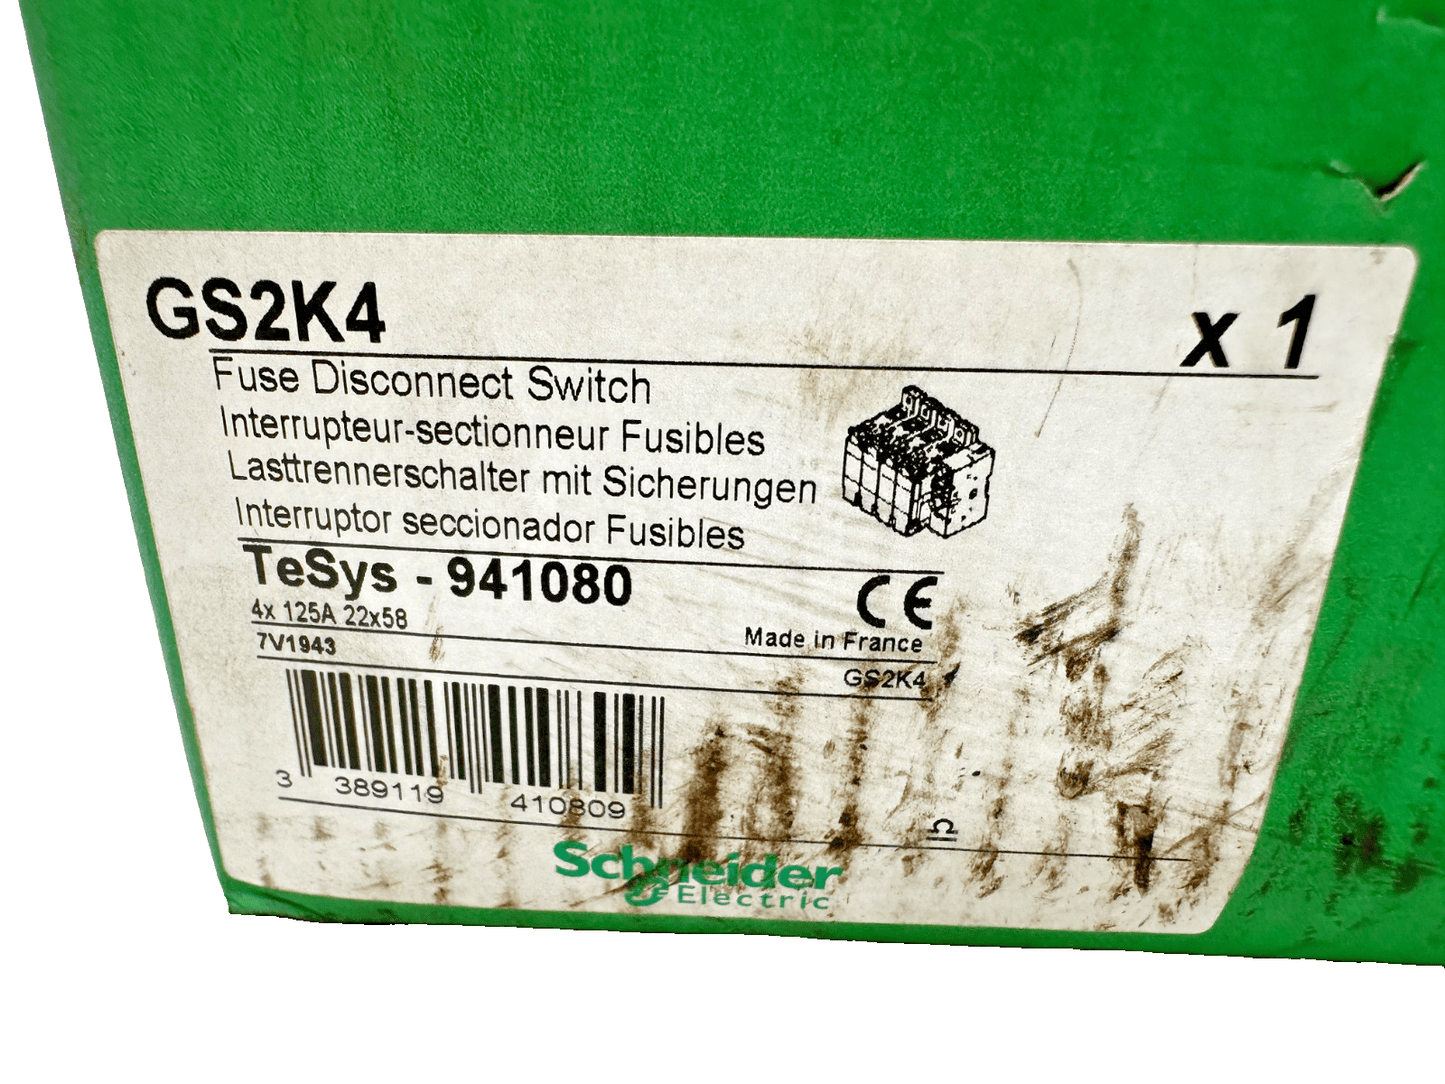 GS2K4 x 1
Fuse Disconnect Switch
Interrupteur-sectionneur Fusibles
Lasttrennerschalter mit Sicherungen
Interruptor seccionador Fusibles
TeSys - 941080
CE
4x 125A 22x58
Made in France
7V1943
GS2K4
3 389119 410809
Schneider
Electric